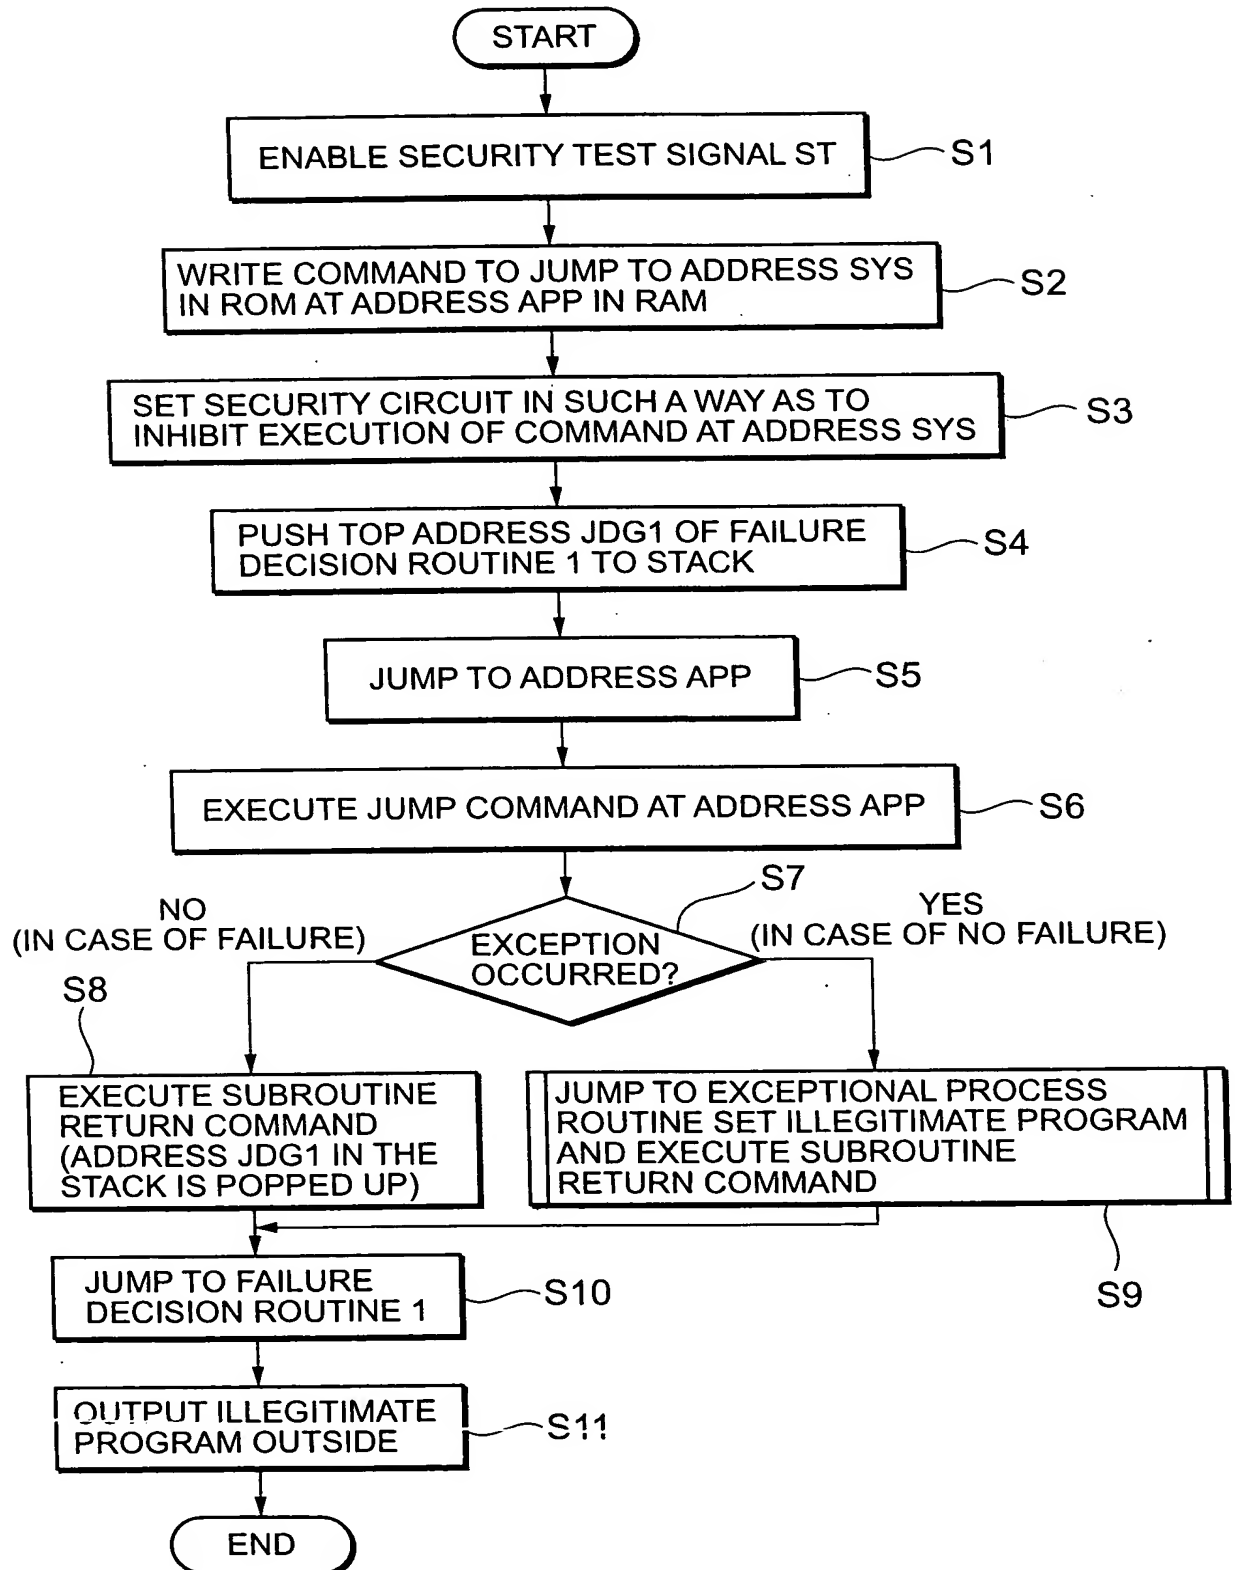 START
ENABLE SECURITY TEST SIGNAL ST
S1
WRITE COMMAND TO JUMP TO ADDRESS SYS
IN ROM AT ADDRESS APP IN RAM
S2
SET SECURITY CIRCUIT IN SUCH A WAY AS TO
INHIBIT EXECUTION OF COMMAND AT ADDRESS SYS
S3
PUSH TOP ADDRESS JDG1 OF FAILURE
DECISION ROUTINE 1 TO STACK
S4
JUMP TO ADDRESS APP
S5
EXECUTE JUMP COMMAND AT ADDRESS APP
S6
S7
NO
(IN CASE OF FAILURE)
EXCEPTION
OCCURRED?
YES
(IN CASE OF NO FAILURE)
S8
EXECUTE SUBROUTINE
RETURN COMMAND
(ADDRESS JDG1 IN THE
STACK IS POPPED UP)
JUMP TO EXCEPTIONAL PROCESS
ROUTINE SET ILLEGITIMATE PROGRAM
AND EXECUTE SUBROUTINE
RETURN COMMAND
S9
JUMP TO FAILURE
DECISION ROUTINE 1
S10
OUTPUT ILLEGITIMATE
PROGRAM OUTSIDE
S11
END